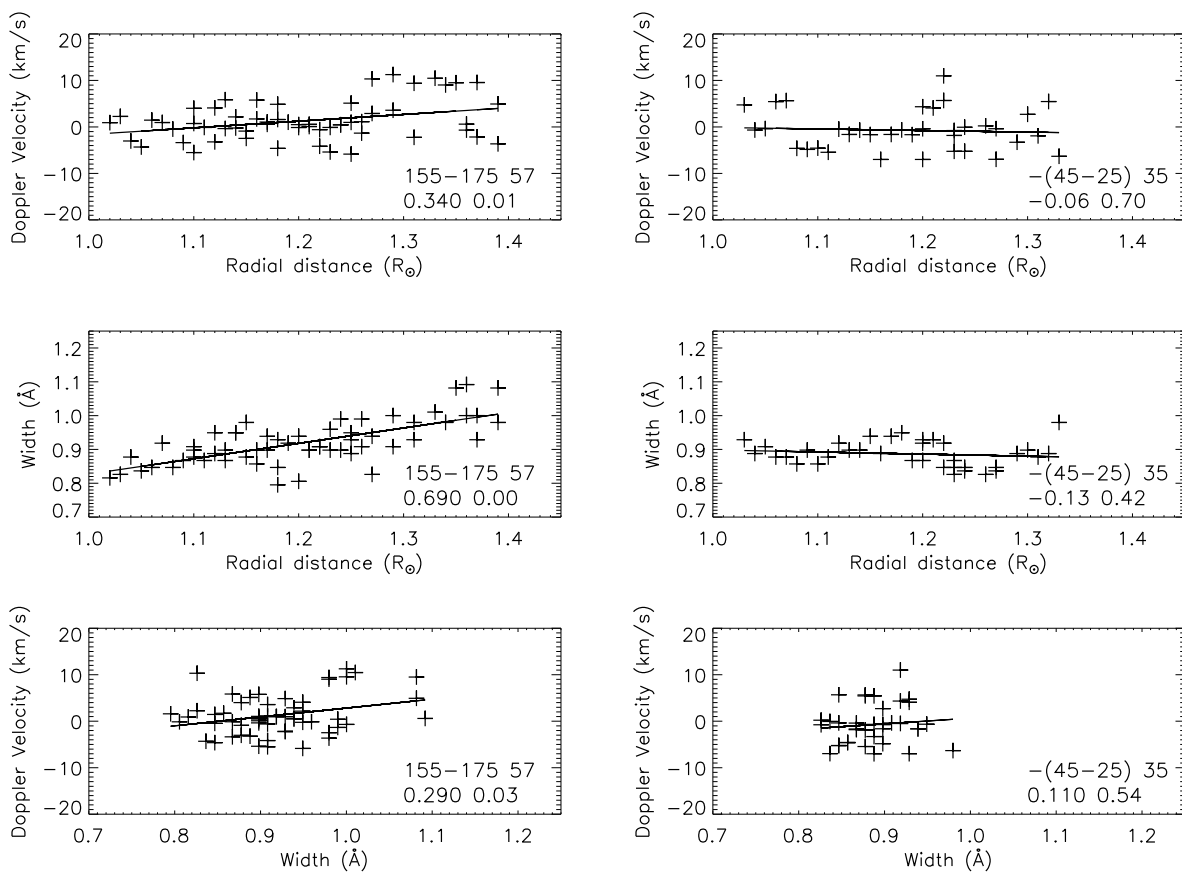 Doppler Velocity (km/s)
20
10
0
−10
−20
155−175 57
0.340 0.01
1.0 1.1 1.2 1.3 1.4
Radial distance (R⊙)
Doppler Velocity (km/s)
20
10
0
−10
−20
−(45−25) 35
−0.06 0.70
1.0 1.1 1.2 1.3 1.4
Radial distance (R⊙)
Width (Å)
1.2
1.1
1.0
0.9
0.8
0.7
155−175 57
0.690 0.00
1.0 1.1 1.2 1.3 1.4
Radial distance (R⊙)
Width (Å)
1.2
1.1
1.0
0.9
0.8
0.7
−(45−25) 35
−0.13 0.42
1.0 1.1 1.2 1.3 1.4
Radial distance (R⊙)
Doppler Velocity (km/s)
20
10
0
−10
−20
155−175 57
0.290 0.03
0.7 0.8 0.9 1.0 1.1 1.2
Width (Å)
Doppler Velocity (km/s)
20
10
0
−10
−20
−(45−25) 35
0.110 0.54
0.7 0.8 0.9 1.0 1.1 1.2
Width (Å)